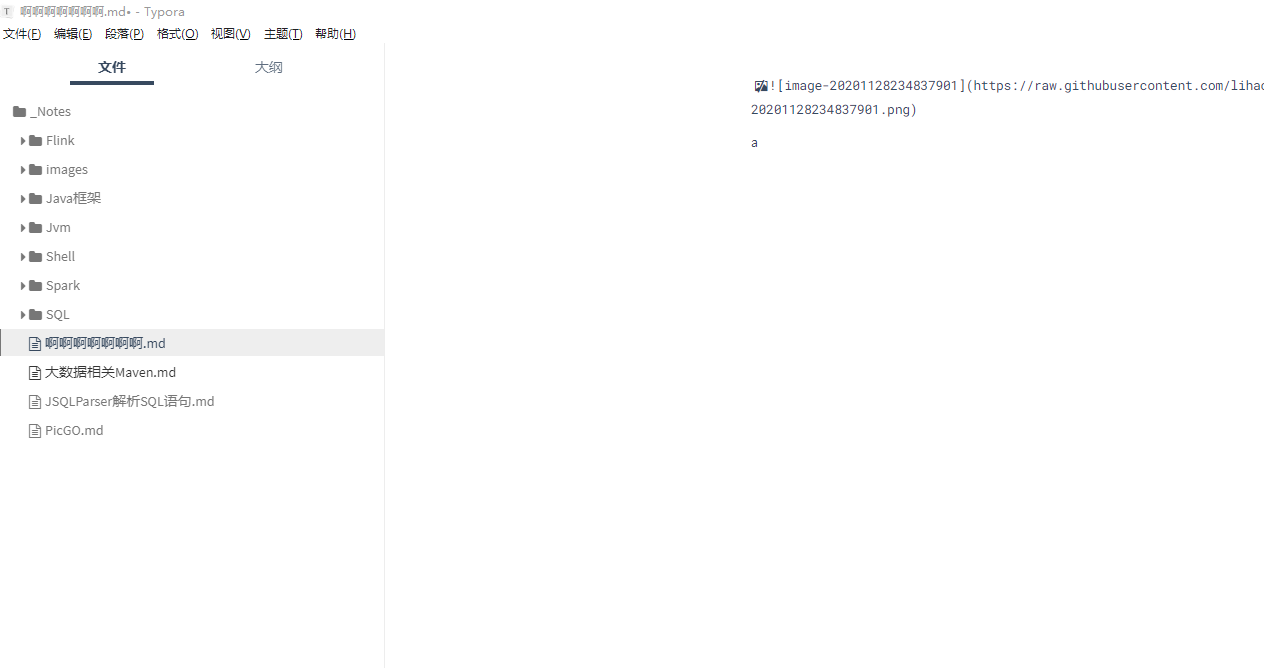 T 啊啊啊啊啊啊啊.md• - Typora
文件(F) 编辑(E) 段落(P) 格式(O) 视图(V) 主题(T) 帮助(H)
文件 大纲
_Notes
Flink
images
Java框架
Jvm
Shell
Spark
SQL
啊啊啊啊啊啊啊.md
大数据相关Maven.md
JSQLParser解析SQL语句.md
PicGO.md
![image-20201128234837901](https://raw.githubusercontent.com/lihao
20201128234837901.png)
a